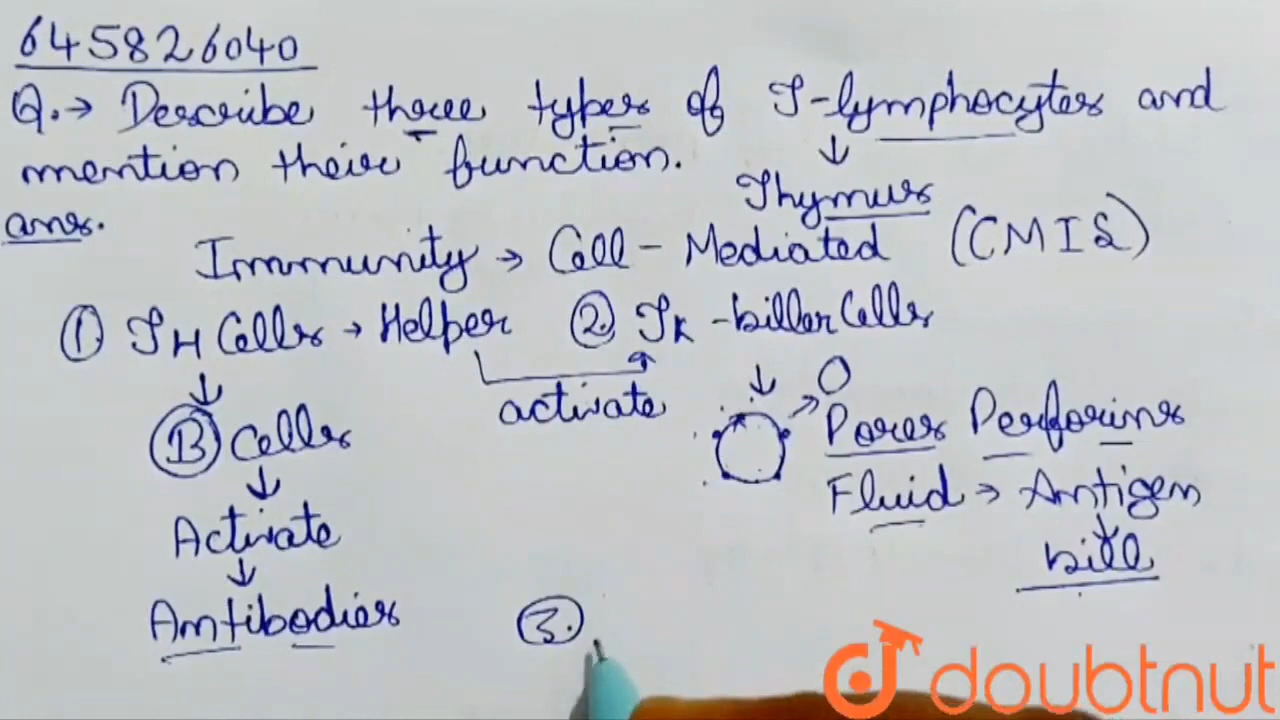 645826040
Q.→ Describe three types of T-lymphocytes and
mention their function.
↓
Thymus
ans.
Immunity → Cell-Mediated (CMIS)
① TH Cells → Helper ②. TK -killer Cells
activate
↓
Ⓑ Cells
↓
Activate
↓
Antibodies
↓
Pores Perforins
Fluid → Antigen
↓
kill
③.
doubtnut